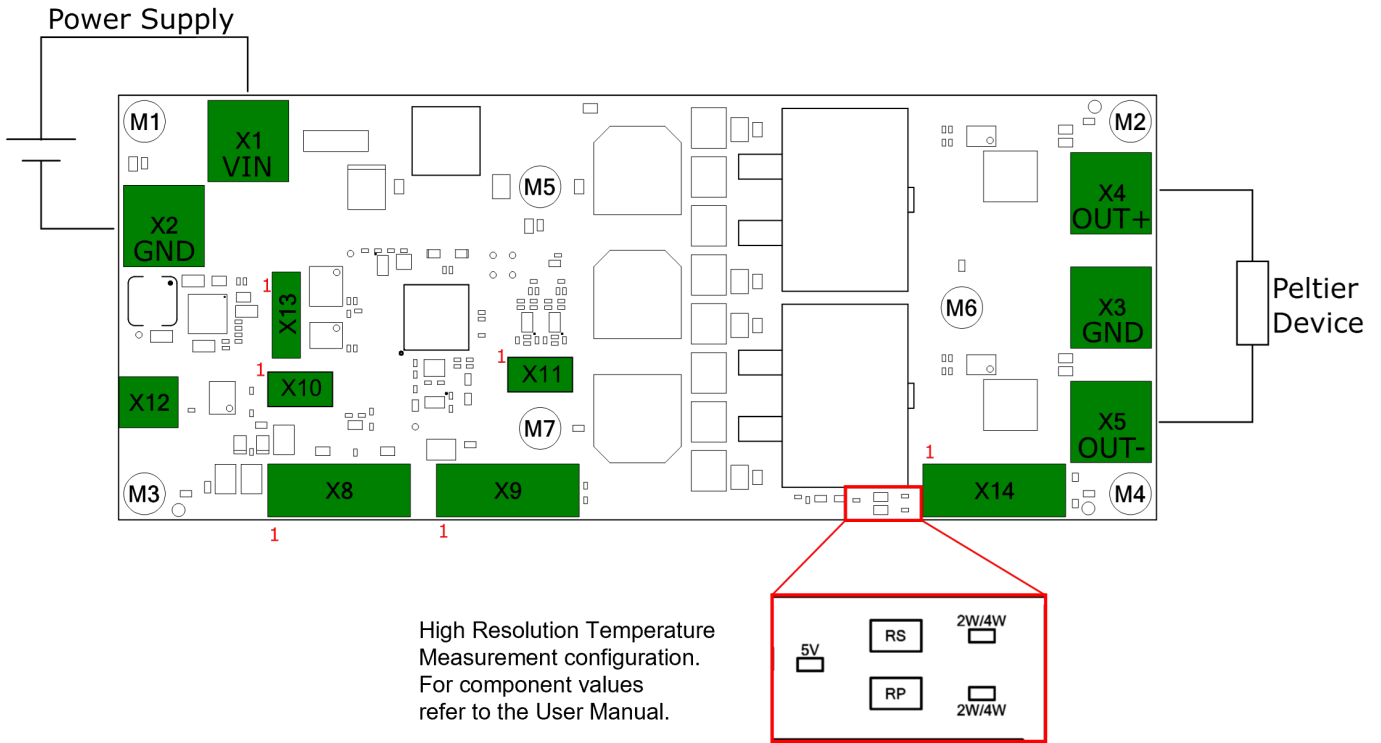 Power Supply
M1
X1
VIN
M2
X4
OUT+
M5
X2
GND
1
X13
M6
X3
GND
Peltier
Device
1
X10
1
X11
X12
M7
X5
OUT-
1
M3
X8
X9
X14
M4
1
1
High Resolution Temperature
Measurement configuration.
For component values
refer to the User Manual.
5V
RS
2W/4W
RP
2W/4W